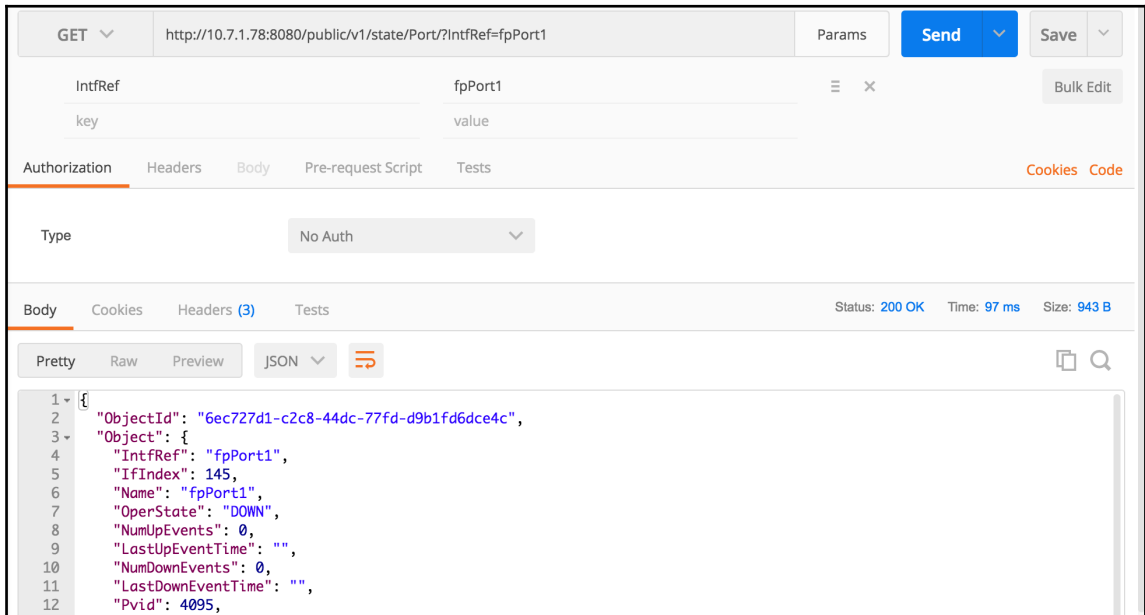 GET http://10.7.1.78:8080/public/v1/state/Port/?IntfRef=fpPort1 Params Send Save
IntfRef fpPort1 Bulk Edit
key value
Authorization Headers Body Pre-request Script Tests Cookies Code
Type No Auth
Body Cookies Headers (3) Tests Status: 200 OK Time: 97 ms Size: 943 B
Pretty Raw Preview JSON
1 {
2 "ObjectId": "6ec727d1-c2c8-44dc-77fd-d9b1fd6dce4c",
3 "Object": {
4 "IntfRef": "fpPort1",
5 "IfIndex": 145,
6 "Name": "fpPort1",
7 "OperState": "DOWN",
8 "NumUpEvents": 0,
9 "LastUpEventTime": "",
10 "NumDownEvents": 0,
11 "LastDownEventTime": "",
12 "Pvid": 4095,